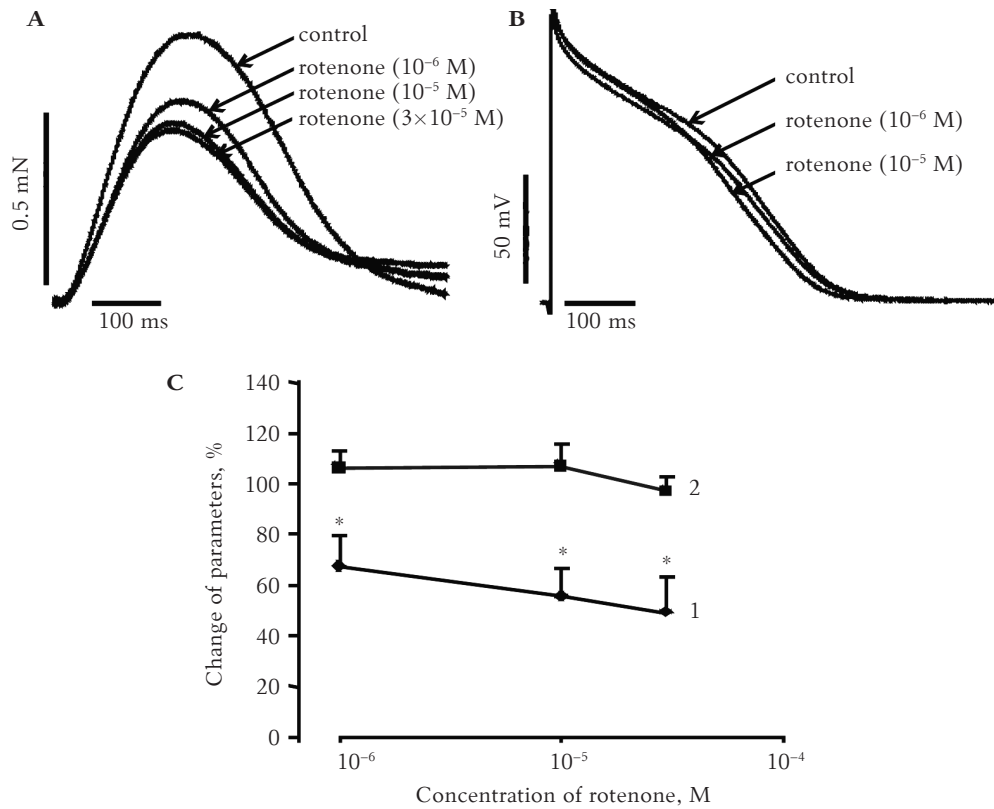 A
control
rotenone (10⁻⁶ M)
rotenone (10⁻⁵ M)
rotenone (3×10⁻⁵ M)
0.5 mN
100 ms
B
control
rotenone (10⁻⁶ M)
rotenone (10⁻⁵ M)
50 mV
100 ms
C
Change of parameters, %
140
120
100
80
60
40
20
0
2
* * *
1
10⁻⁶ 10⁻⁵ 10⁻⁴
Concentration of rotenone, M